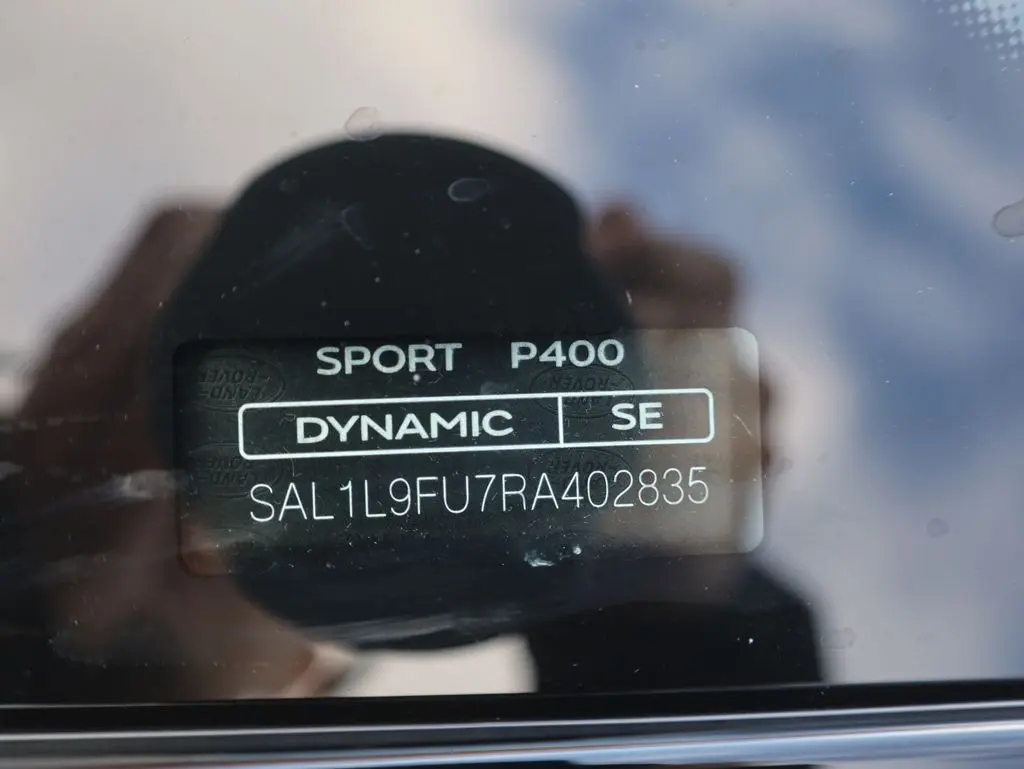 SPORT P400
DYNAMIC SE
SAL1L9FU7RA402835